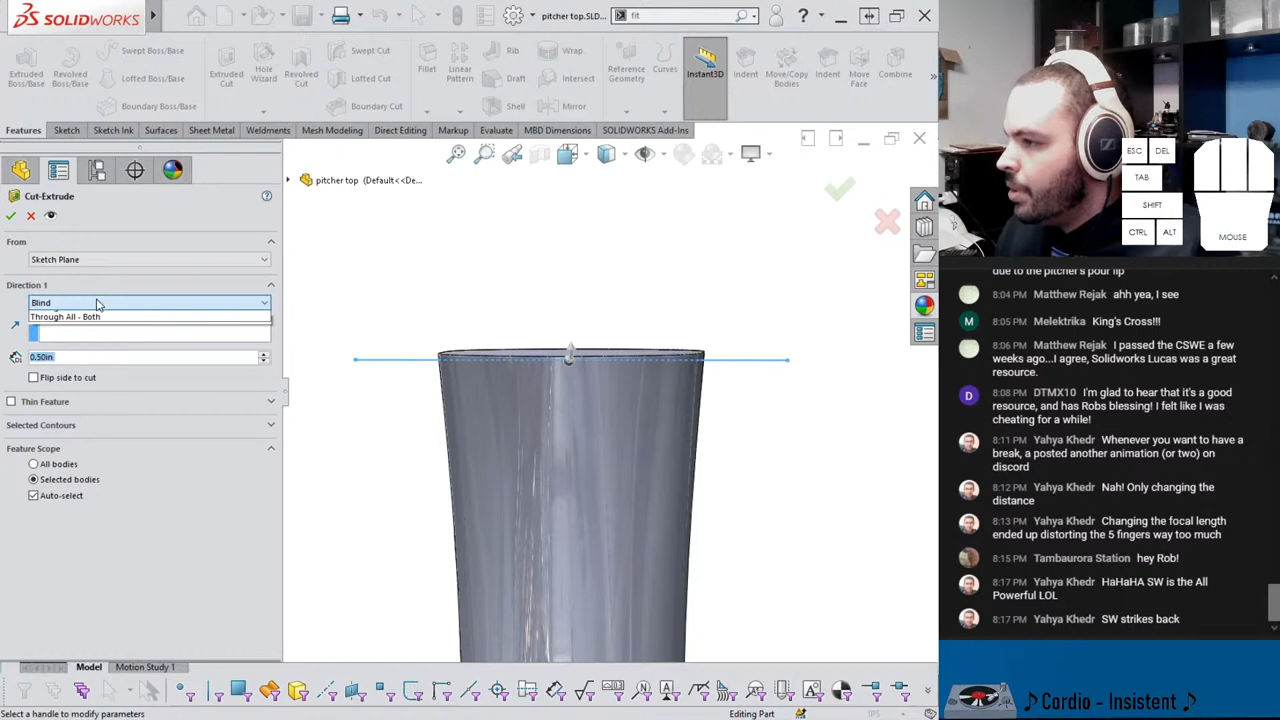 SOLIDWORKS
pitcher top.SLD...
fit
Extruded Boss/Base
Revolved Boss/Base
Swept Boss/Base
Lofted Boss/Base
Boundary Boss/Base
Extruded Cut
Hole Wizard
Revolved Cut
Swept Cut
Lofted Cut
Boundary Cut
Fillet
Linear Pattern
Rib
Draft
Shell
Wrap
Intersect
Mirror
Reference Geometry
Curves
Instant3D
Indent
Move/Copy Bodies
Indent
Move Face
Combine
Features
Sketch
Sketch Ink
Surfaces
Sheet Metal
Weldments
Mesh Modeling
Direct Editing
Markup
Evaluate
MBD Dimensions
SOLIDWORKS Add-Ins
Cut-Extrude
From
Sketch Plane
Direction 1
Blind
Through All - Both
0.50in
Flip side to cut
Thin Feature
Selected Contours
Feature Scope
All bodies
Selected bodies
Auto-select
pitcher top (Default<<De...
Model
Motion Study 1
Select a handle to modify parameters
Editing Part
IPS
ESC
DEL
TAB
SHIFT
CTRL
ALT
MOUSE
due to the pitcher's pour lip
8:04 PM Matthew Rejak ahh yea, I see
8:05 PM Melektrika King's Cross!!!
8:06 PM Matthew Rejak I passed the CSWE a few
weeks ago...I agree, Solidworks Lucas was a great
resource.
8:08 PM DTMX10 I'm glad to hear that it's a good
resource, and has Robs blessing! I felt like I was
cheating for a while!
8:11 PM Yahya Khedr Whenever you want to have a
break, a posted another animation (or two) on
discord
8:12 PM Yahya Khedr Nah! Only changing the
distance
8:13 PM Yahya Khedr Changing the focal length
ended up distorting the 5 fingers way too much
8:15 PM Tambaurora Station hey Rob!
8:17 PM Yahya Khedr HaHaHA SW is the All
Powerful LOL
8:17 PM Yahya Khedr SW strikes back
♪ Cordio - Insistent ♪